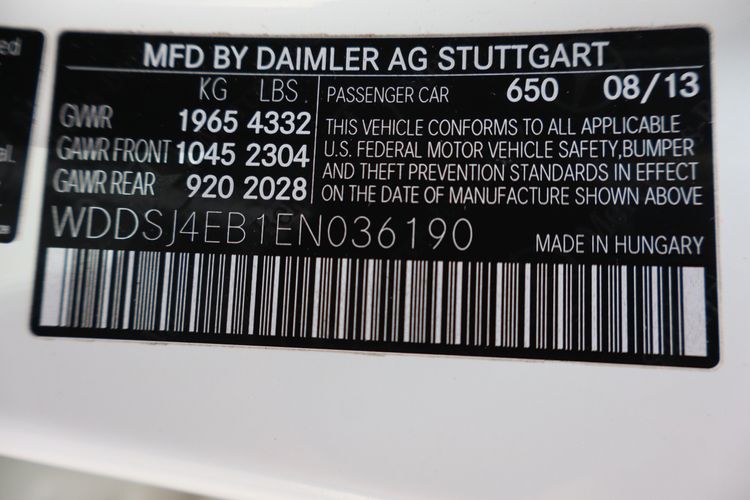 ed
al.
MFD BY DAIMLER AG STUTTGART
KG LBS PASSENGER CAR 650 08/13
GVWR 1965 4332
GAWR FRONT 1045 2304
GAWR REAR 920 2028
THIS VEHICLE CONFORMS TO ALL APPLICABLE
U.S. FEDERAL MOTOR VEHICLE SAFETY,BUMPER
AND THEFT PREVENTION STANDARDS IN EFFECT
ON THE DATE OF MANUFACTURE SHOWN ABOVE
WDDSJ4EB1EN036190 MADE IN HUNGARY